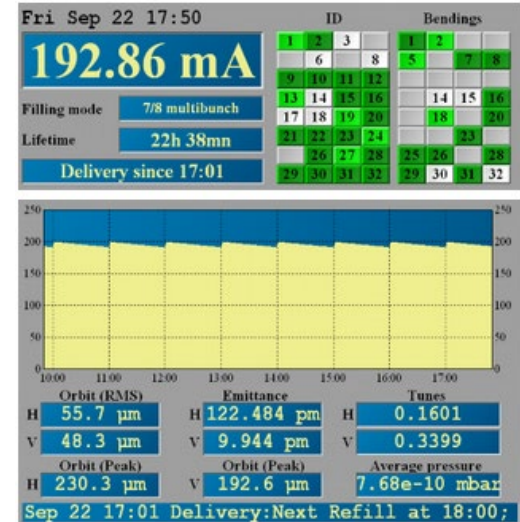 Fri Sep 22 17:50
192.86 mA
Filling mode 7/8 multibunch
Lifetime 22h 38mn
Delivery since 17:01
ID
1 2 3
6 8
9 10 11 12
13 14 15 16
17 18 19 20
21 22 23 24
26 27 28
29 30 31 32
Bendings
1 2
5 7 8
14 15 16
18 20
23
25 26 28
29 30 31 32
250 250
200 200
150 150
100 100
50 50
0 0
10:00 11:00 12:00 13:00 14:00 15:00 16:00 17:00
Orbit (RMS) Emittance Tunes
H 55.7 µm H 122.484 pm H 0.1601
V 48.3 µm V 9.944 pm V 0.3399
Orbit (Peak) Orbit (Peak) Average pressure
H 230.3 µm V 192.6 µm 7.68e-10 mbar
Sep 22 17:01 Delivery:Next Refill at 18:00;